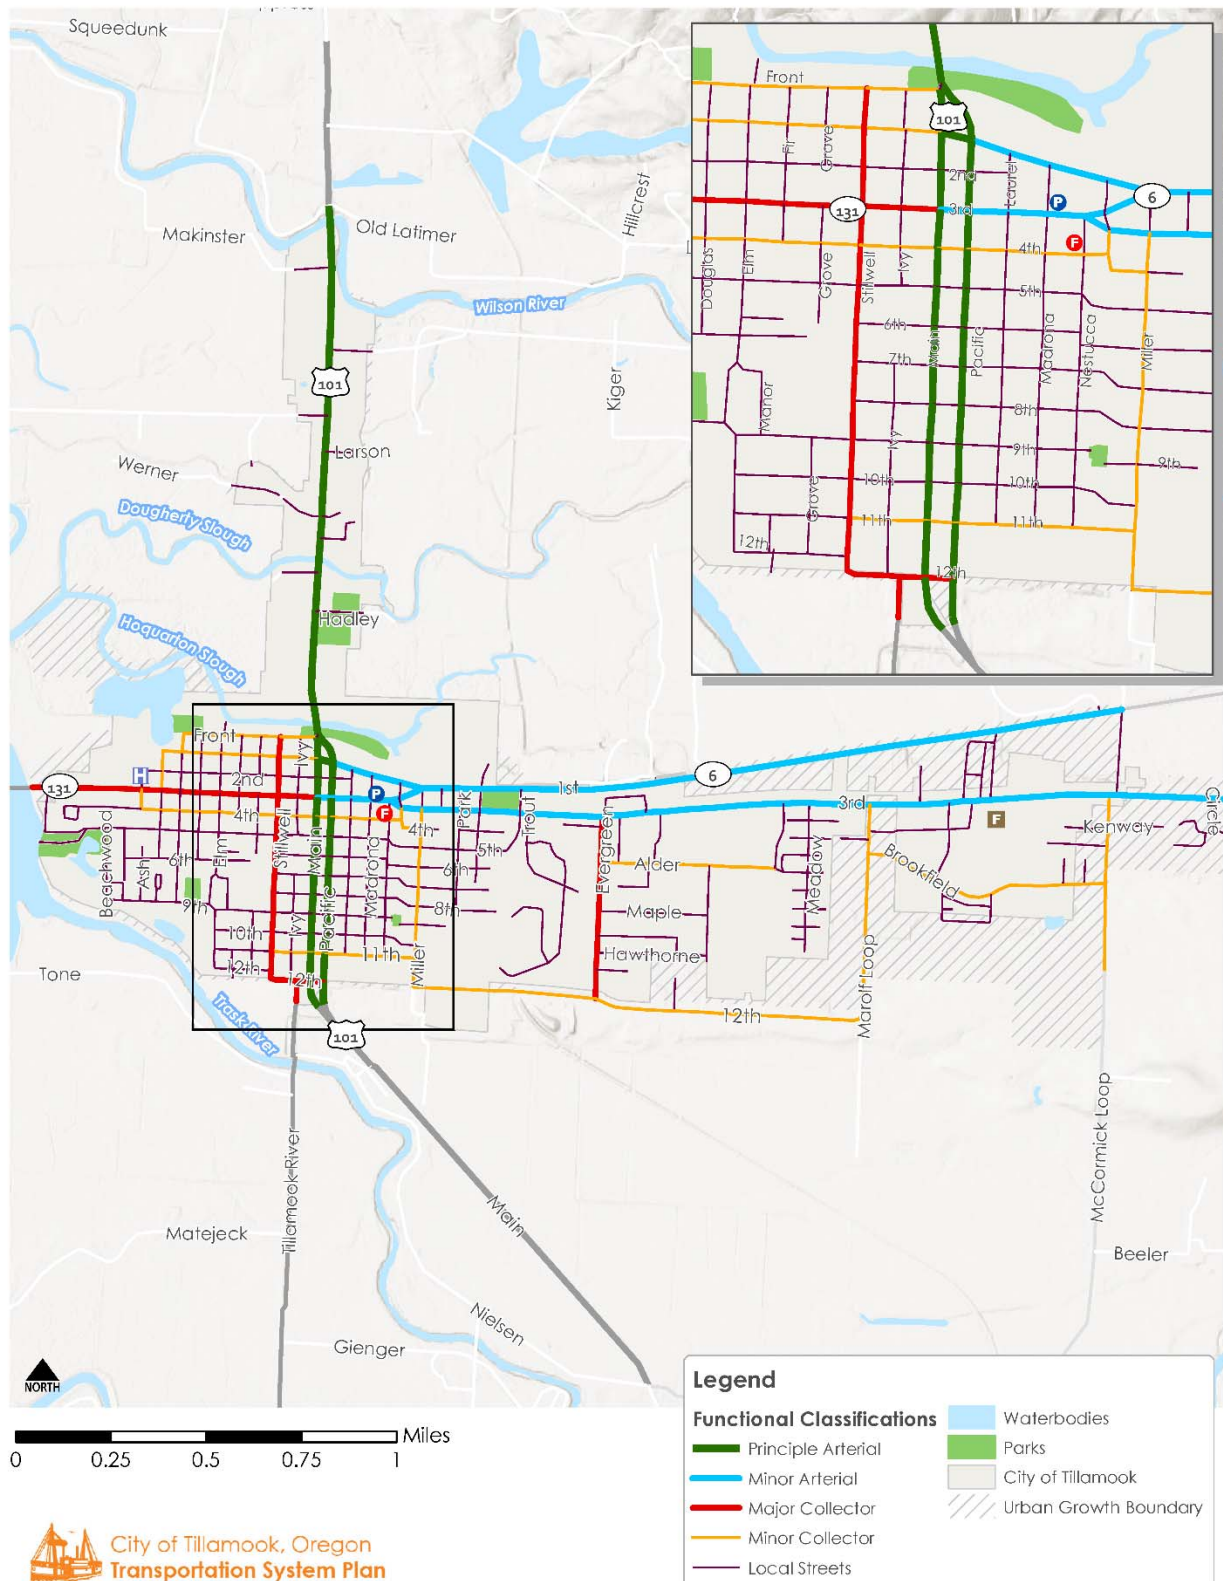 Squeedunk
Makinster
Old Latimer
Hillcrest
Wilson River
101
Kiger
Larson
Werner
Dougherty Slough
Hadley
Hoquarton Slough
Front
Ivy
H
2nd
131
P
F
4th
4th
Park
Trout
1st
6
3rd
F
Circle
Kenway
Beachwood
Ash
6th
Elm
Stillwell
Main
Madrona
5th
6th
Evergreen
Alder
Meadow
Brookfield
9th
Ivy
Pacific
8th
Maple
10th
11th
Miller
Hawthorne
12th
12th
12th
Marolf Loop
Tone
Trask River
101
Tillamook River
Main
McCormick Loop
Matejeck
Beeler
Nielsen
Gienger
NORTH
Front
101
Fir
Grove
2nd
Laurel
6
P
131
3rd
F
4th
Douglas
Elm
Grove
Stillwell
Ivy
5th
6th
Main
Pacific
Madrona
Nestucca
Miller
7th
Manor
8th
Ivy
9th
9th
Grove
10th
10th
11th
11th
12th
12th
Miles
0 0.25 0.5 0.75 1
City of Tillamook, Oregon
Transportation System Plan
Legend
Functional Classifications
Principle Arterial
Minor Arterial
Major Collector
Minor Collector
Local Streets
Waterbodies
Parks
City of Tillamook
Urban Growth Boundary